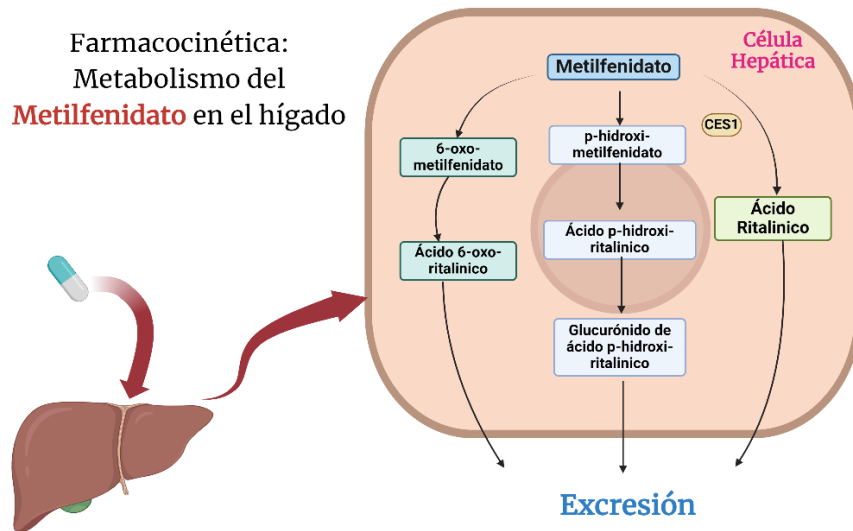 Farmacocinética:
Metabolismo del
Metilfenidato en el hígado
Célula
Hepática
Metilfenidato
CES1
6-oxo-
metilfenidato
p-hidroxi-
metilfenidato
Ácido
Ritalinico
Ácido 6-oxo-
ritalinico
Ácido p-hidroxi-
ritalinico
Glucurónido de
ácido p-hidroxi-
ritalinico
Excresión